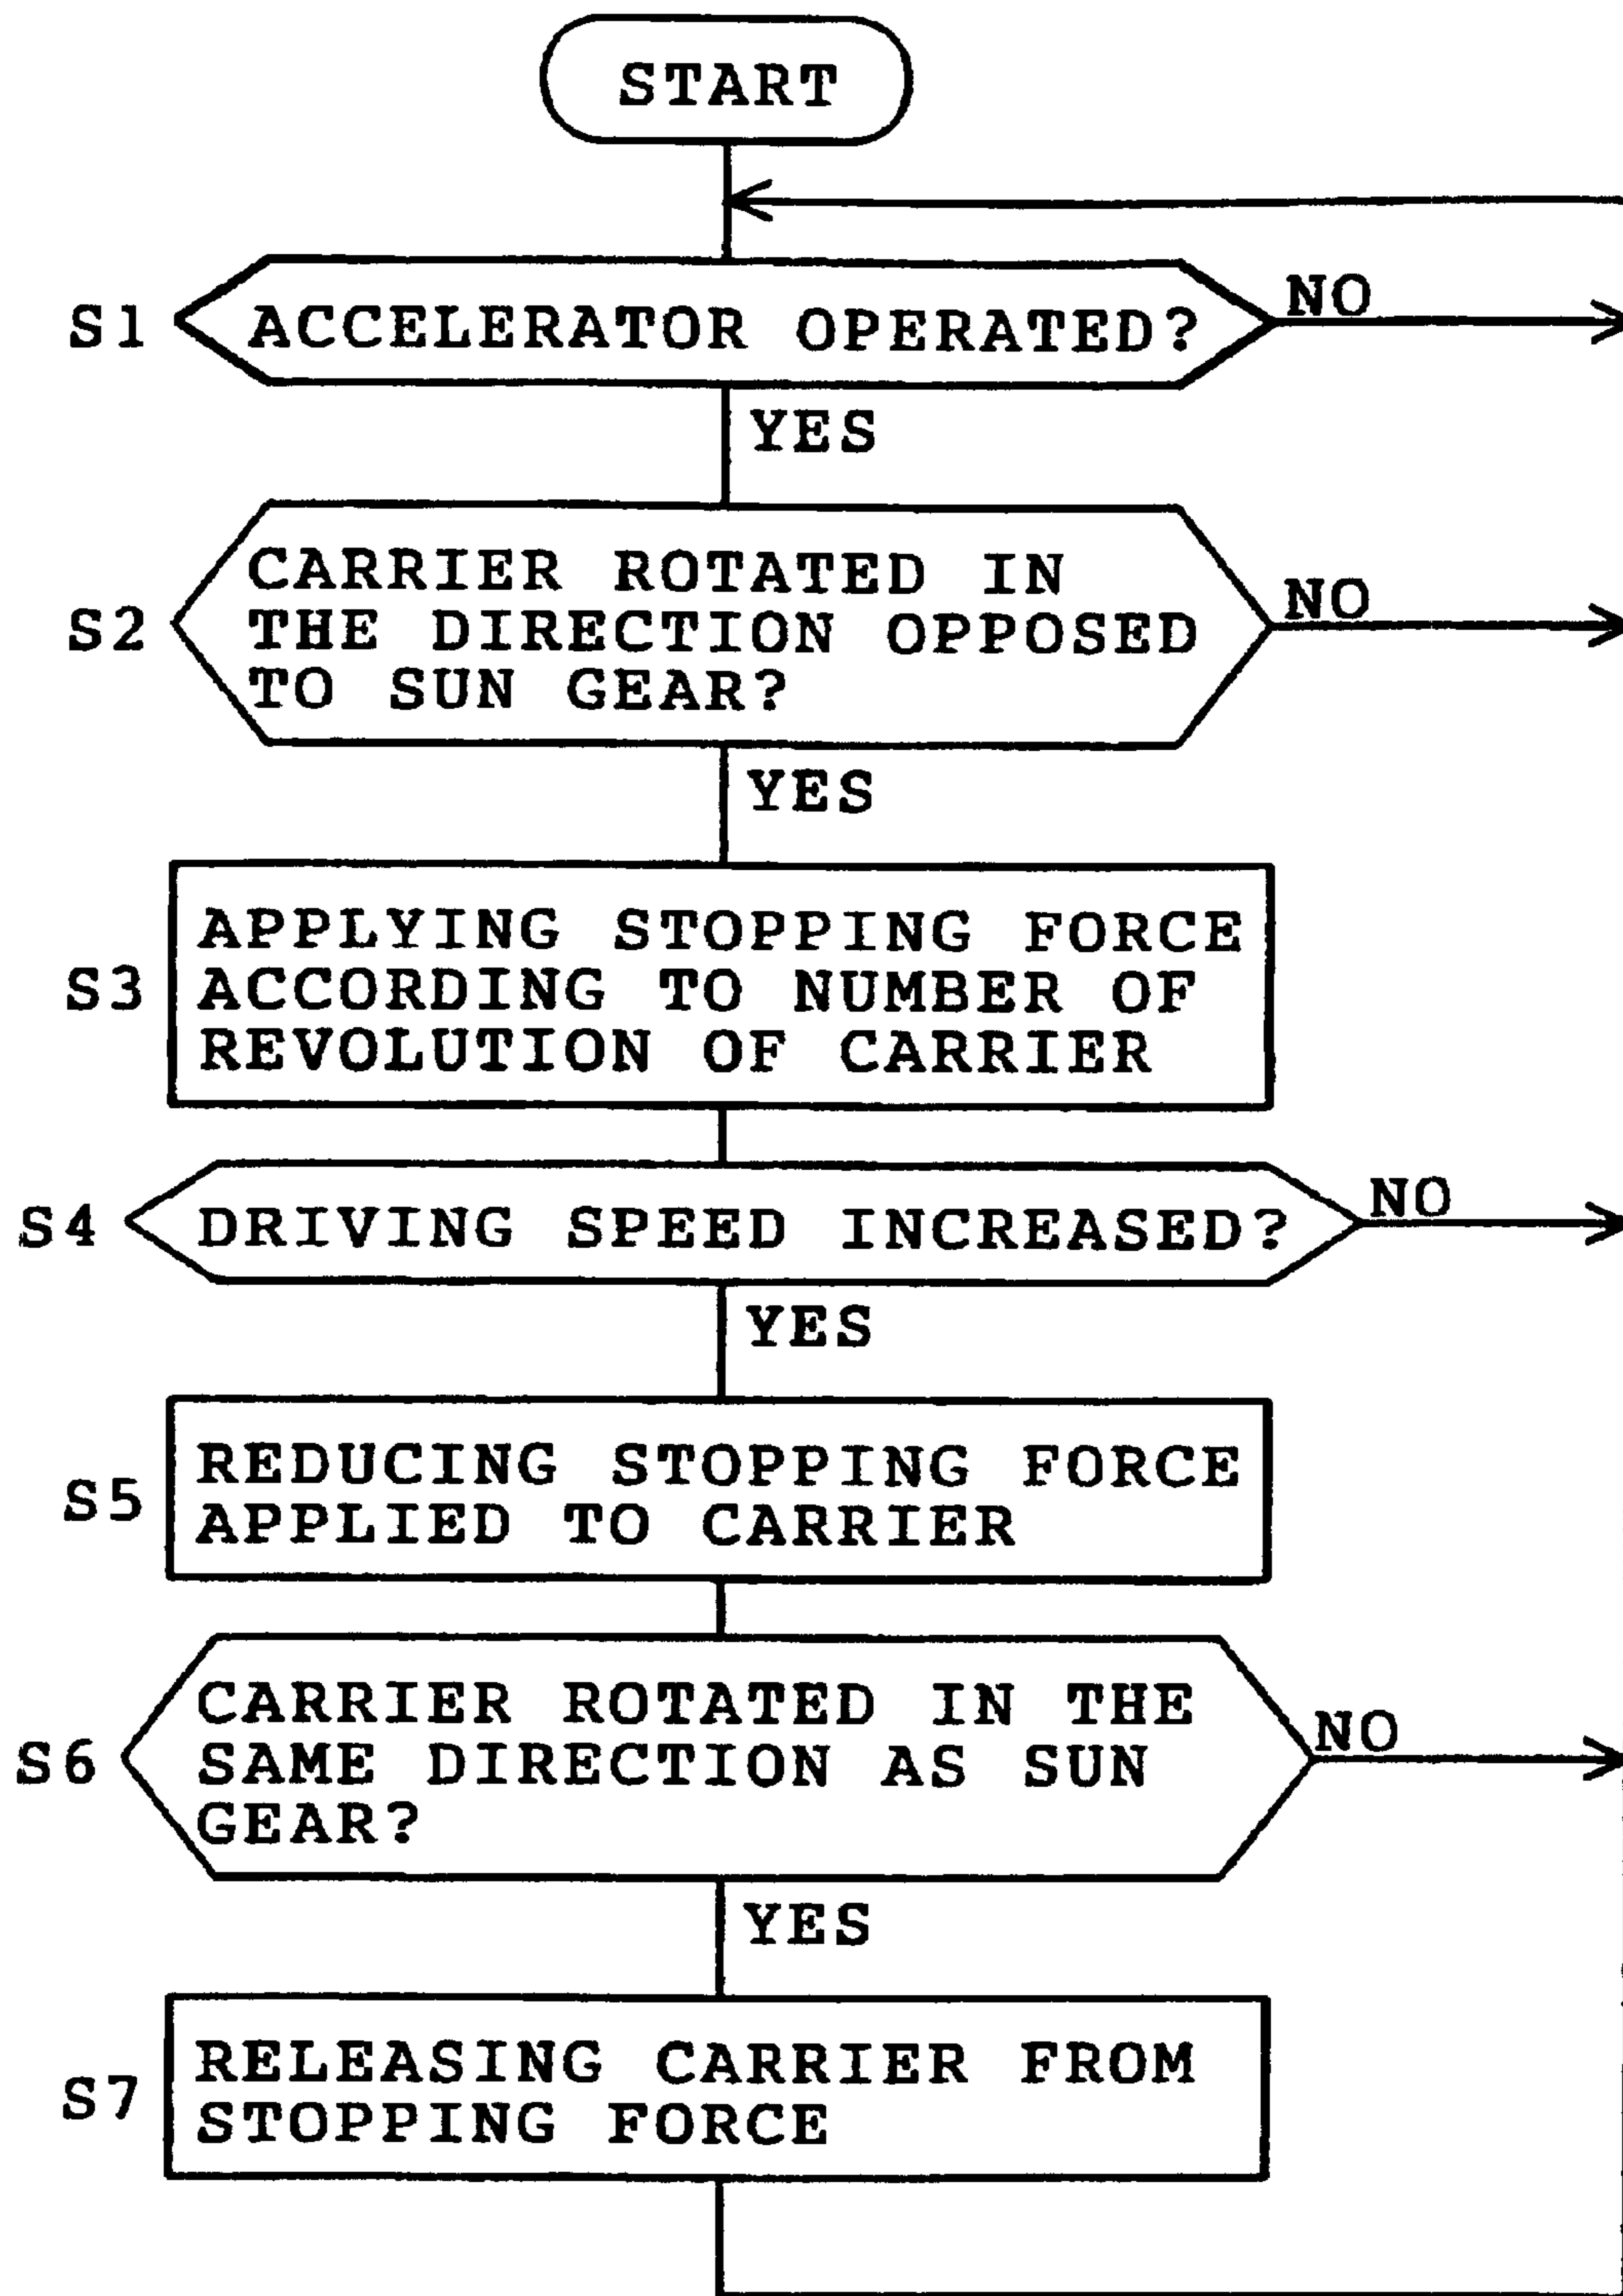 START
S1
ACCELERATOR OPERATED?
NO
YES
S2
CARRIER ROTATED IN
THE DIRECTION OPPOSED
TO SUN GEAR?
NO
YES
S3
APPLYING STOPPING FORCE
ACCORDING TO NUMBER OF
REVOLUTION OF CARRIER
S4
DRIVING SPEED INCREASED?
NO
YES
S5
REDUCING STOPPING FORCE
APPLIED TO CARRIER
S6
CARRIER ROTATED IN THE
SAME DIRECTION AS SUN
GEAR?
NO
YES
S7
RELEASING CARRIER FROM
STOPPING FORCE